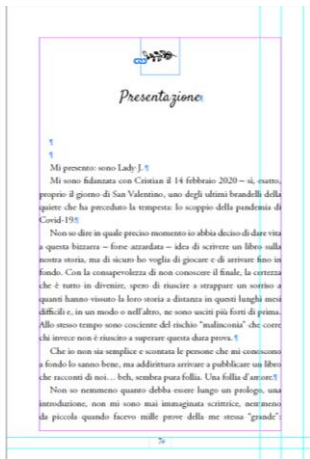 Presentazione
Mi presento: sono Lady J.
Mi sono fidanzata con Cristian il 14 febbraio 2020 – sì, esatto,
proprio il giorno di San Valentino, uno degli ultimi brandelli della
quiete che ha preceduto la tempesta: lo scoppio della pandemia di
Covid-19.
Non so dire in quale preciso momento io abbia deciso di dare vita
a questa bizzarra – forse azzardata – idea di scrivere un libro sulla
nostra storia, ma di sicuro ho voglia di giocare e di arrivare fino in
fondo. Con la consapevolezza di non conoscere il finale, la certezza
che è tutto in divenire, spero di riuscire a strappare un sorriso a
quanti hanno vissuto la loro storia a distanza in questi lunghi mesi
difficili e, in un modo o nell'altro, ne sono usciti più forti di prima.
Allo stesso tempo sono cosciente del rischio "malinconia" che corre
chi invece non è riuscito a superare questa dura prova.
Che io non sia semplice e scontata le persone che mi conoscono
a fondo lo sanno bene, ma addirittura arrivare a pubblicare un libro
che racconti di noi… beh, sembra pura follia. Una follia d'amore.
Non so nemmeno quanto debba essere lungo un prologo, una
introduzione, non mi sono mai immaginata scrittrice, nemmeno
da piccola quando facevo mille prove della me stessa "grande":